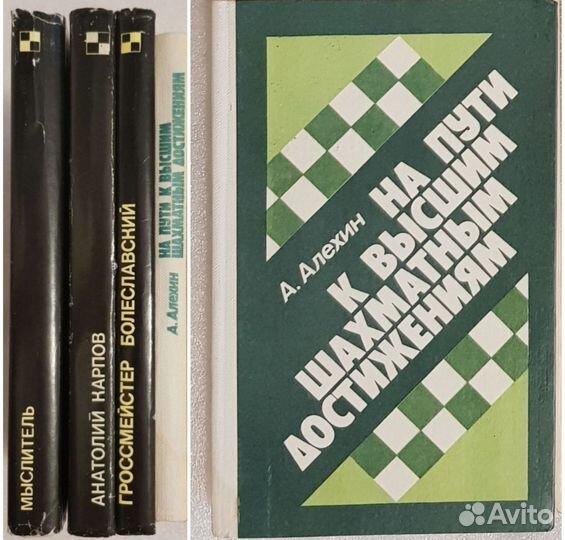 МЫСЛИТЕЛЬ
АНАТОЛИЙ КАРПОВ
ГРОССМЕЙСТЕР БОЛЕСЛАВСКИЙ
А. Алехин
НА ПУТИ К ВЫСШИМ
ШАХМАТНЫМ ДОСТИЖЕНИЯМ
А. Алехин
НА ПУТИ
К ВЫСШИМ
ШАХМАТНЫМ
ДОСТИЖЕНИЯМ
Avito